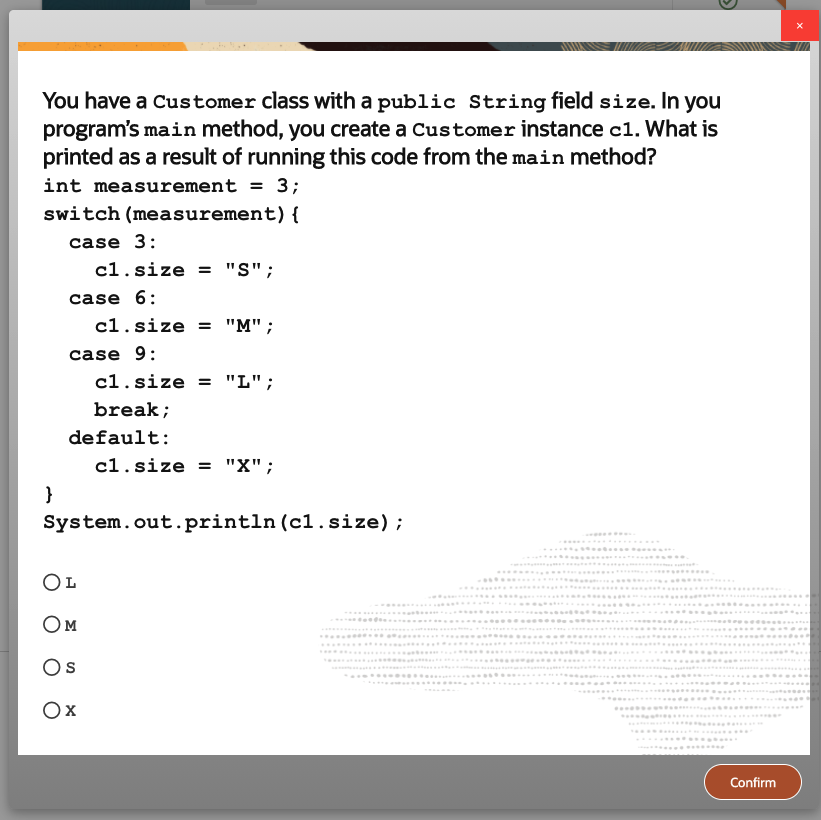 ×
You have a Customer class with a public String field size. In you
program's main method, you create a Customer instance c1. What is
printed as a result of running this code from the main method?
int measurement = 3;
switch(measurement){
  case 3:
    c1.size = "S";
  case 6:
    c1.size = "M";
  case 9:
    c1.size = "L";
    break;
  default:
    c1.size = "X";
}
System.out.println(c1.size);
L
M
S
X
Confirm